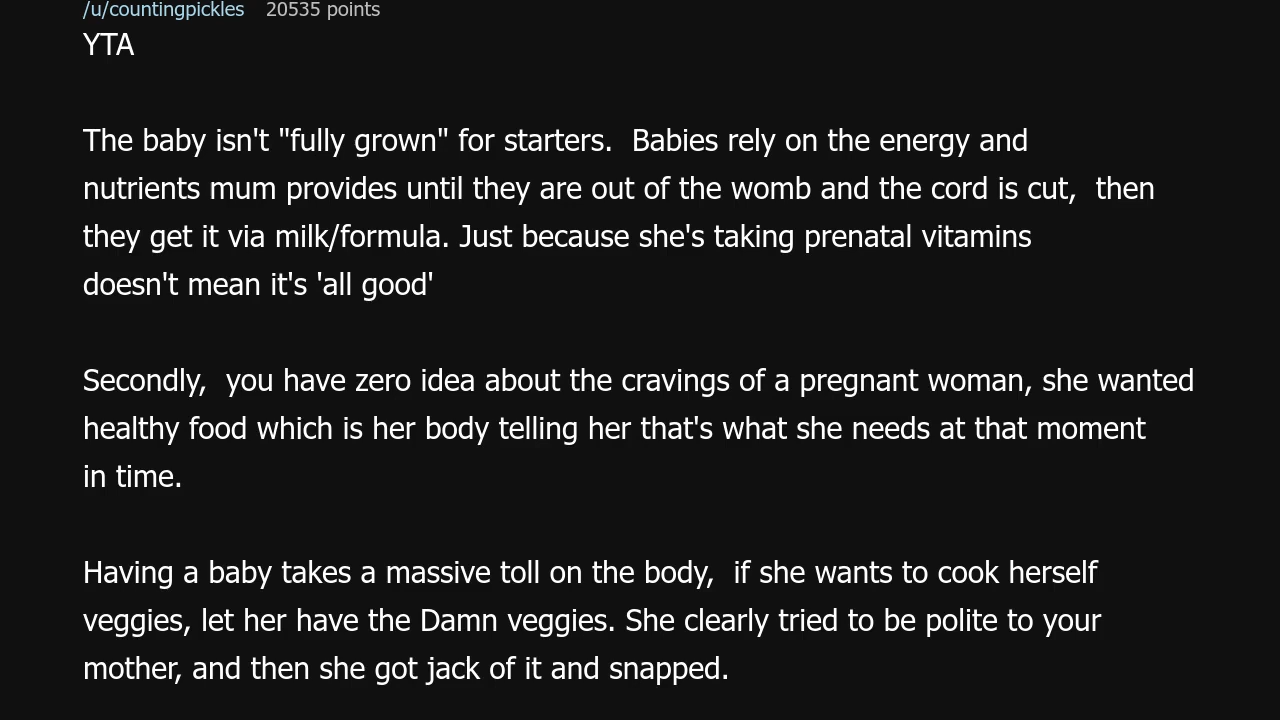 /u/countingpickles 20535 points
YTA
The baby isn't "fully grown" for starters.  Babies rely on the energy and
nutrients mum provides until they are out of the womb and the cord is cut,  then
they get it via milk/formula. Just because she's taking prenatal vitamins
doesn't mean it's 'all good'
Secondly,  you have zero idea about the cravings of a pregnant woman, she wanted
healthy food which is her body telling her that's what she needs at that moment
in time.
Having a baby takes a massive toll on the body,  if she wants to cook herself
veggies, let her have the Damn veggies. She clearly tried to be polite to your
mother, and then she got jack of it and snapped.